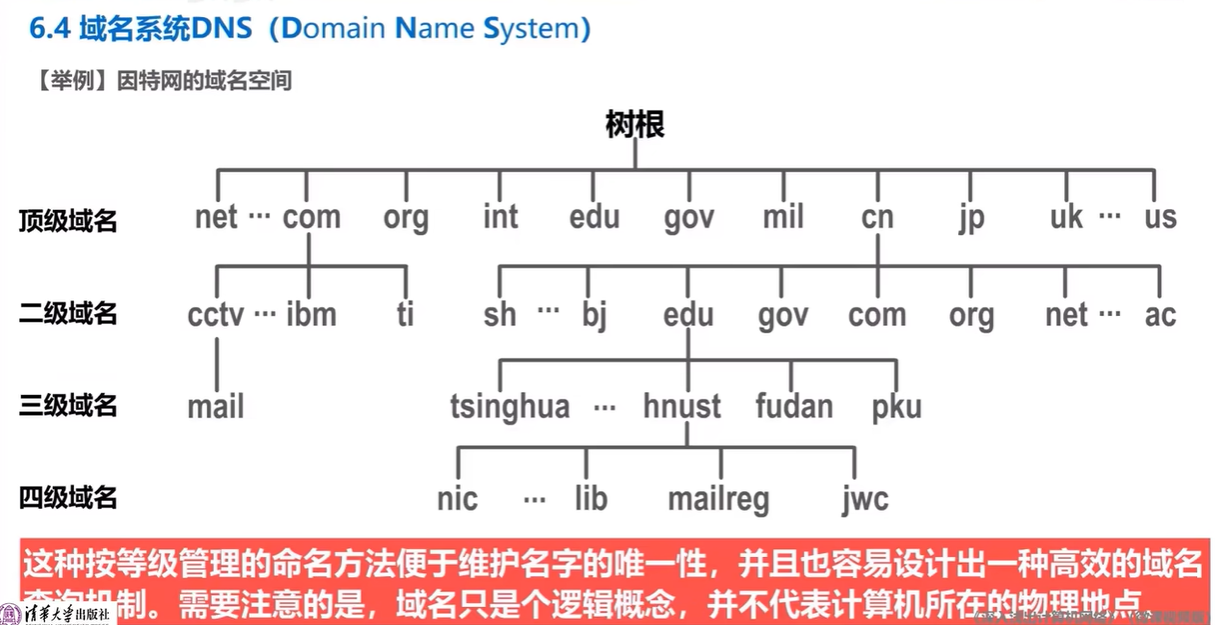 6.4 域名系统DNS（Domain Name System）
【举例】因特网的域名空间
树根
顶级域名 net ··· com org int edu gov mil cn jp uk ··· us
二级域名 cctv ··· ibm ti sh ··· bj edu gov com org net ··· ac
三级域名 mail tsinghua ··· hnust fudan pku
四级域名 nic ··· lib mailreg jwc
这种按等级管理的命名方法便于维护名字的唯一性，并且也容易设计出一种高效的域名
查询机制。需要注意的是，域名只是个逻辑概念，并不代表计算机所在的物理地点
清华大学出版社